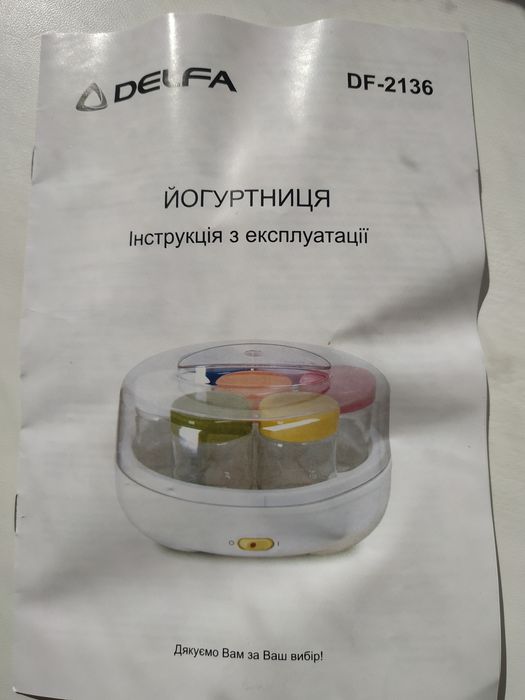 DELFA
DF-2136
ЙОГУРТНИЦЯ
Інструкція з експлуатації
O I
Дякуємо Вам за Ваш вибір!